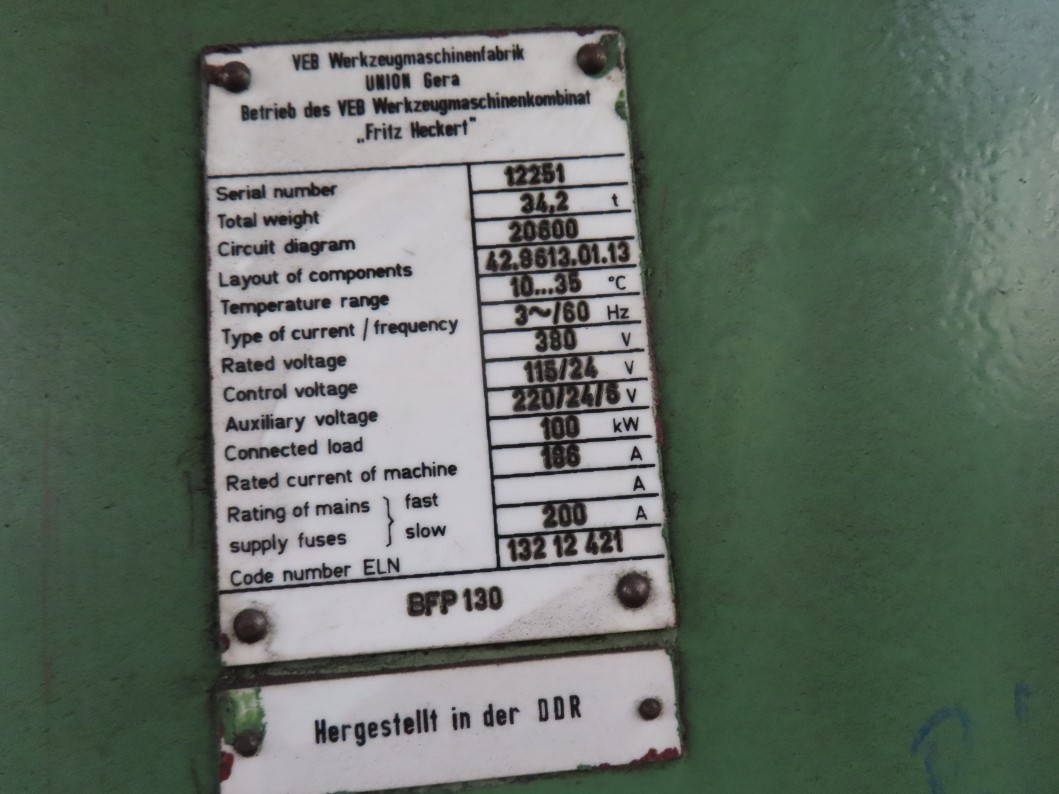 VEB Werkzeugmaschinenfabrik
UNION Gera
Betrieb des VEB Werkzeugmaschinenkombinat
„Fritz Heckert"
Serial number 12251
Total weight 34,2 t
Circuit diagram 20600
Layout of components 42.8613.01.13
Temperature range 10...35 °C
Type of current / frequency 3~/60 Hz
Rated voltage 380 V
Control voltage 115/24 V
Auxiliary voltage 220/24/6 V
Connected load 100 kW
Rated current of machine 186 A
Rating of mains } fast A
supply fuses } slow 200 A
Code number ELN 132 12 421
BFP 130
Hergestellt in der DDR